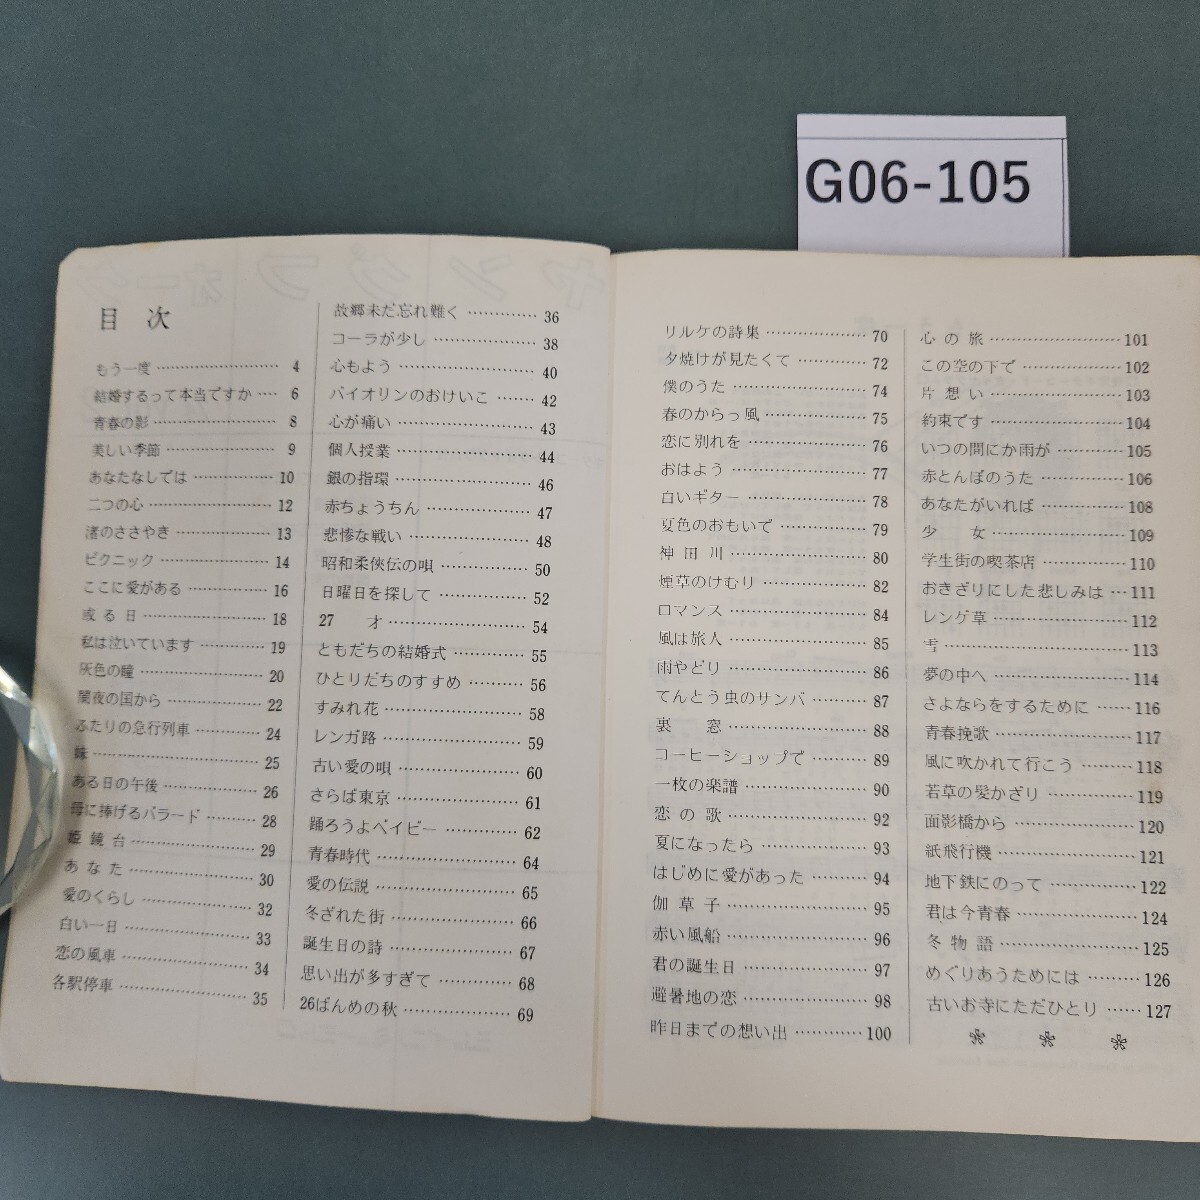 G06-105
目次
もう一度 ………………… 4
結婚するって本当ですか …… 6
青春の影 ………………… 8
美しい季節 ………………… 9
あなたなしては ………………… 10
二つの心 ………………… 12
渚のささやき ………………… 13
ピクニック ………………… 14
ここに愛がある ………………… 16
或る日 ………………… 18
私は泣いています ………………… 19
灰色の瞳 ………………… 20
闇夜の国から ………………… 22
ふたりの急行列車 ………………… 24
妹 ………………… 25
ある日の午後 ………………… 26
母に捧げるバラード ………………… 28
姫鏡台 ………………… 29
あなた ………………… 30
愛のくらし ………………… 32
白い一日 ………………… 33
恋の風車 ………………… 34
各駅停車 ………………… 35
故郷未だ忘れ難く ………………… 36
コーラが少し ………………… 38
心もよう ………………… 40
バイオリンのおけいこ ………………… 42
心が痛い ………………… 43
個人授業 ………………… 44
銀の指環 ………………… 46
赤ちょうちん ………………… 47
悲惨な戦い ………………… 48
昭和柔俠伝の唄 ………………… 50
日曜日を探して ………………… 52
27 才 ………………… 54
ともだちの結婚式 ………………… 55
ひとりだちのすすめ ………………… 56
すみれ花 ………………… 58
レンガ路 ………………… 59
古い愛の唄 ………………… 60
さらば東京 ………………… 61
踊ろうよベイビー ………………… 62
青春時代 ………………… 64
愛の伝説 ………………… 65
冬ざれた街 ………………… 66
誕生日の詩 ………………… 67
思い出が多すぎて ………………… 68
26ばんめの秋 ………………… 69
リルケの詩集 ………………… 70
夕焼けが見たくて ………………… 72
僕のうた ………………… 74
春のからっ風 ………………… 75
恋に別れを ………………… 76
おはよう ………………… 77
白いギター ………………… 78
夏色のおもいで ………………… 79
神田川 ………………… 80
煙草のけむり ………………… 82
ロマンス ………………… 84
風は旅人 ………………… 85
雨やどり ………………… 86
てんとう虫のサンバ ………………… 87
裏窓 ………………… 88
コーヒーショップで ………………… 89
一枚の楽譜 ………………… 90
恋の歌 ………………… 92
夏になったら ………………… 93
はじめに愛があった ………………… 94
伽草子 ………………… 95
赤い風船 ………………… 96
君の誕生日 ………………… 97
避暑地の恋 ………………… 98
昨日までの想い出 ………………… 100
心の旅 ………………… 101
この空の下で ………………… 102
片想い ………………… 103
約束です ………………… 104
いつの間にか雨が ………………… 105
赤とんぼのうた ………………… 106
あなたがいれば ………………… 108
少女 ………………… 109
学生街の喫茶店 ………………… 110
おきざりにした悲しみは … 111
レンゲ草 ………………… 112
雪 ………………… 113
夢の中へ ………………… 114
さよならをするために …… 116
青春挽歌 ………………… 117
風に吹かれて行こう ………………… 118
若草の髪かざり ………………… 119
面影橋から ………………… 120
紙飛行機 ………………… 121
地下鉄にのって ………………… 122
君は今青春 ………………… 124
冬物語 ………………… 125
めぐりあうためには ……… 126
古いお寺にただひとり …… 127